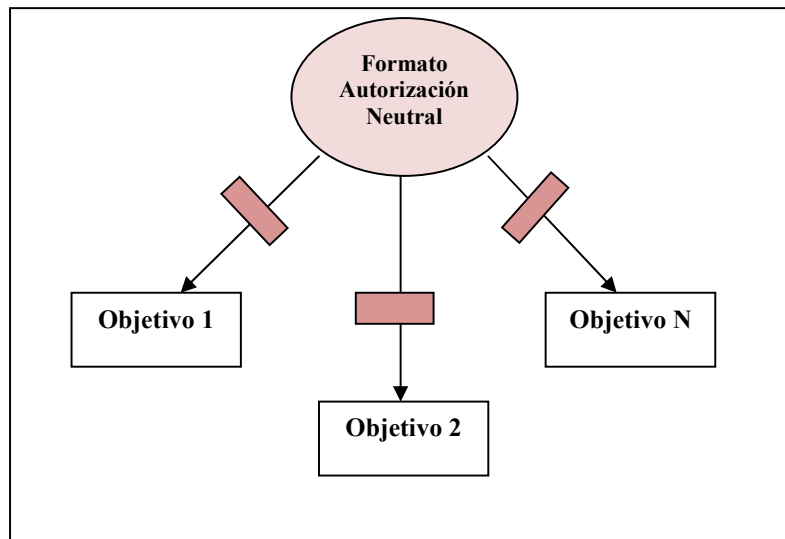 Formato
Autorización
Neutral
Objetivo 1
Objetivo N
Objetivo 2